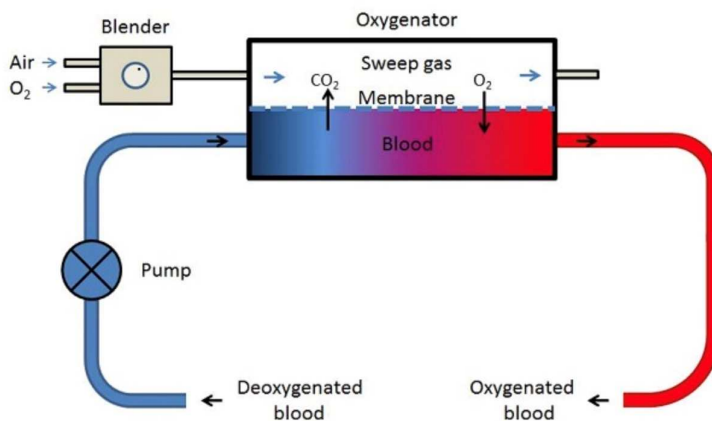 Oxygenator
Blender
Air
O₂
Sweep gas
CO₂
O₂
Membrane
Blood
Pump
Deoxygenated
blood
Oxygenated
blood